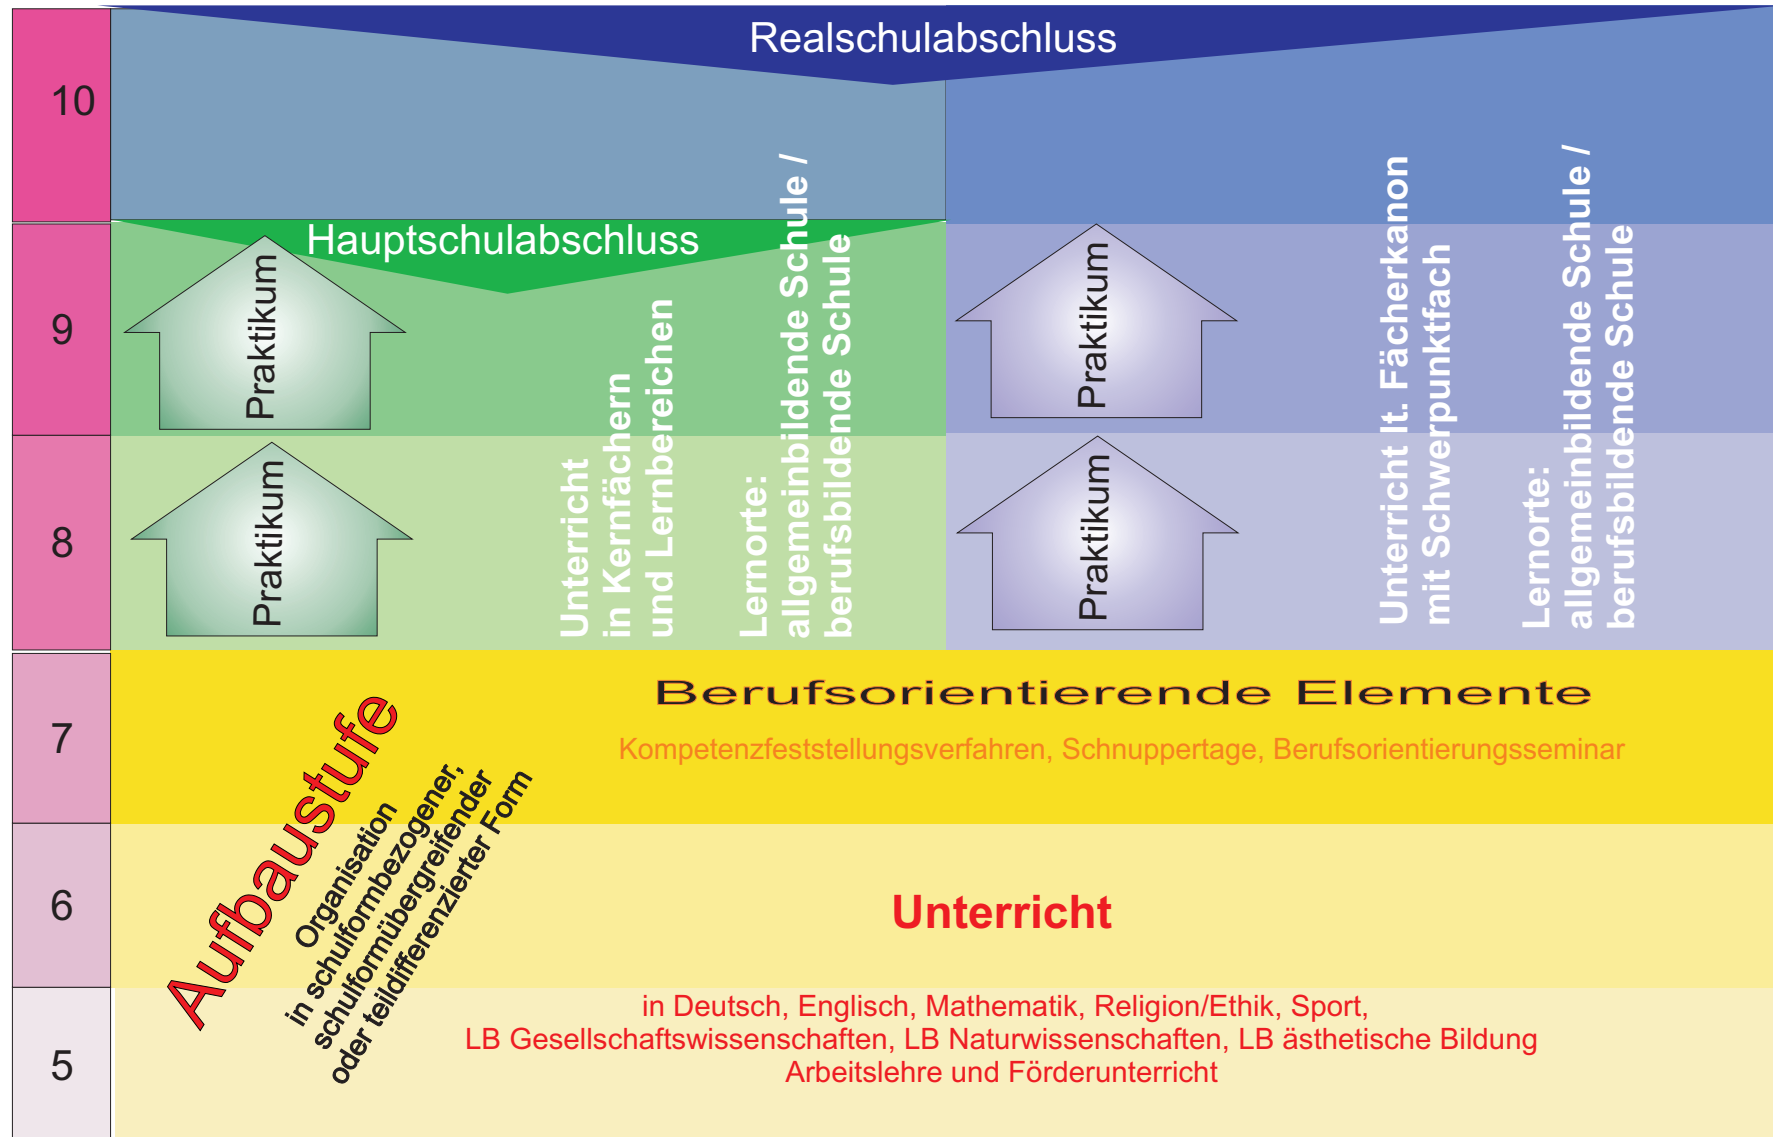 Realschulabschluss
10
Hauptschulabschluss
9
Praktikum
Praktikum
8
Praktikum
Praktikum
Unterricht
in Kernfächern
und Lernbereichen
Lernorte:
allgemeinbildende Schule /
berufsbildende Schule
Unterricht lt. Fächerkanon
mit Schwerpunktfach
Lernorte:
allgemeinbildende Schule /
berufsbildende Schule
7
Berufsorientierende Elemente
Kompetenzfeststellungsverfahren, Schnuppertage, Berufsorientierungsseminar
Aufbaustufe
Organisation
in schulformbezogener,
schulformübergreifender
oder teildifferenzierter Form
6
Unterricht
in Deutsch, Englisch, Mathematik, Religion/Ethik, Sport,
LB Gesellschaftswissenschaften, LB Naturwissenschaften, LB ästhetische Bildung
Arbeitslehre und Förderunterricht
5